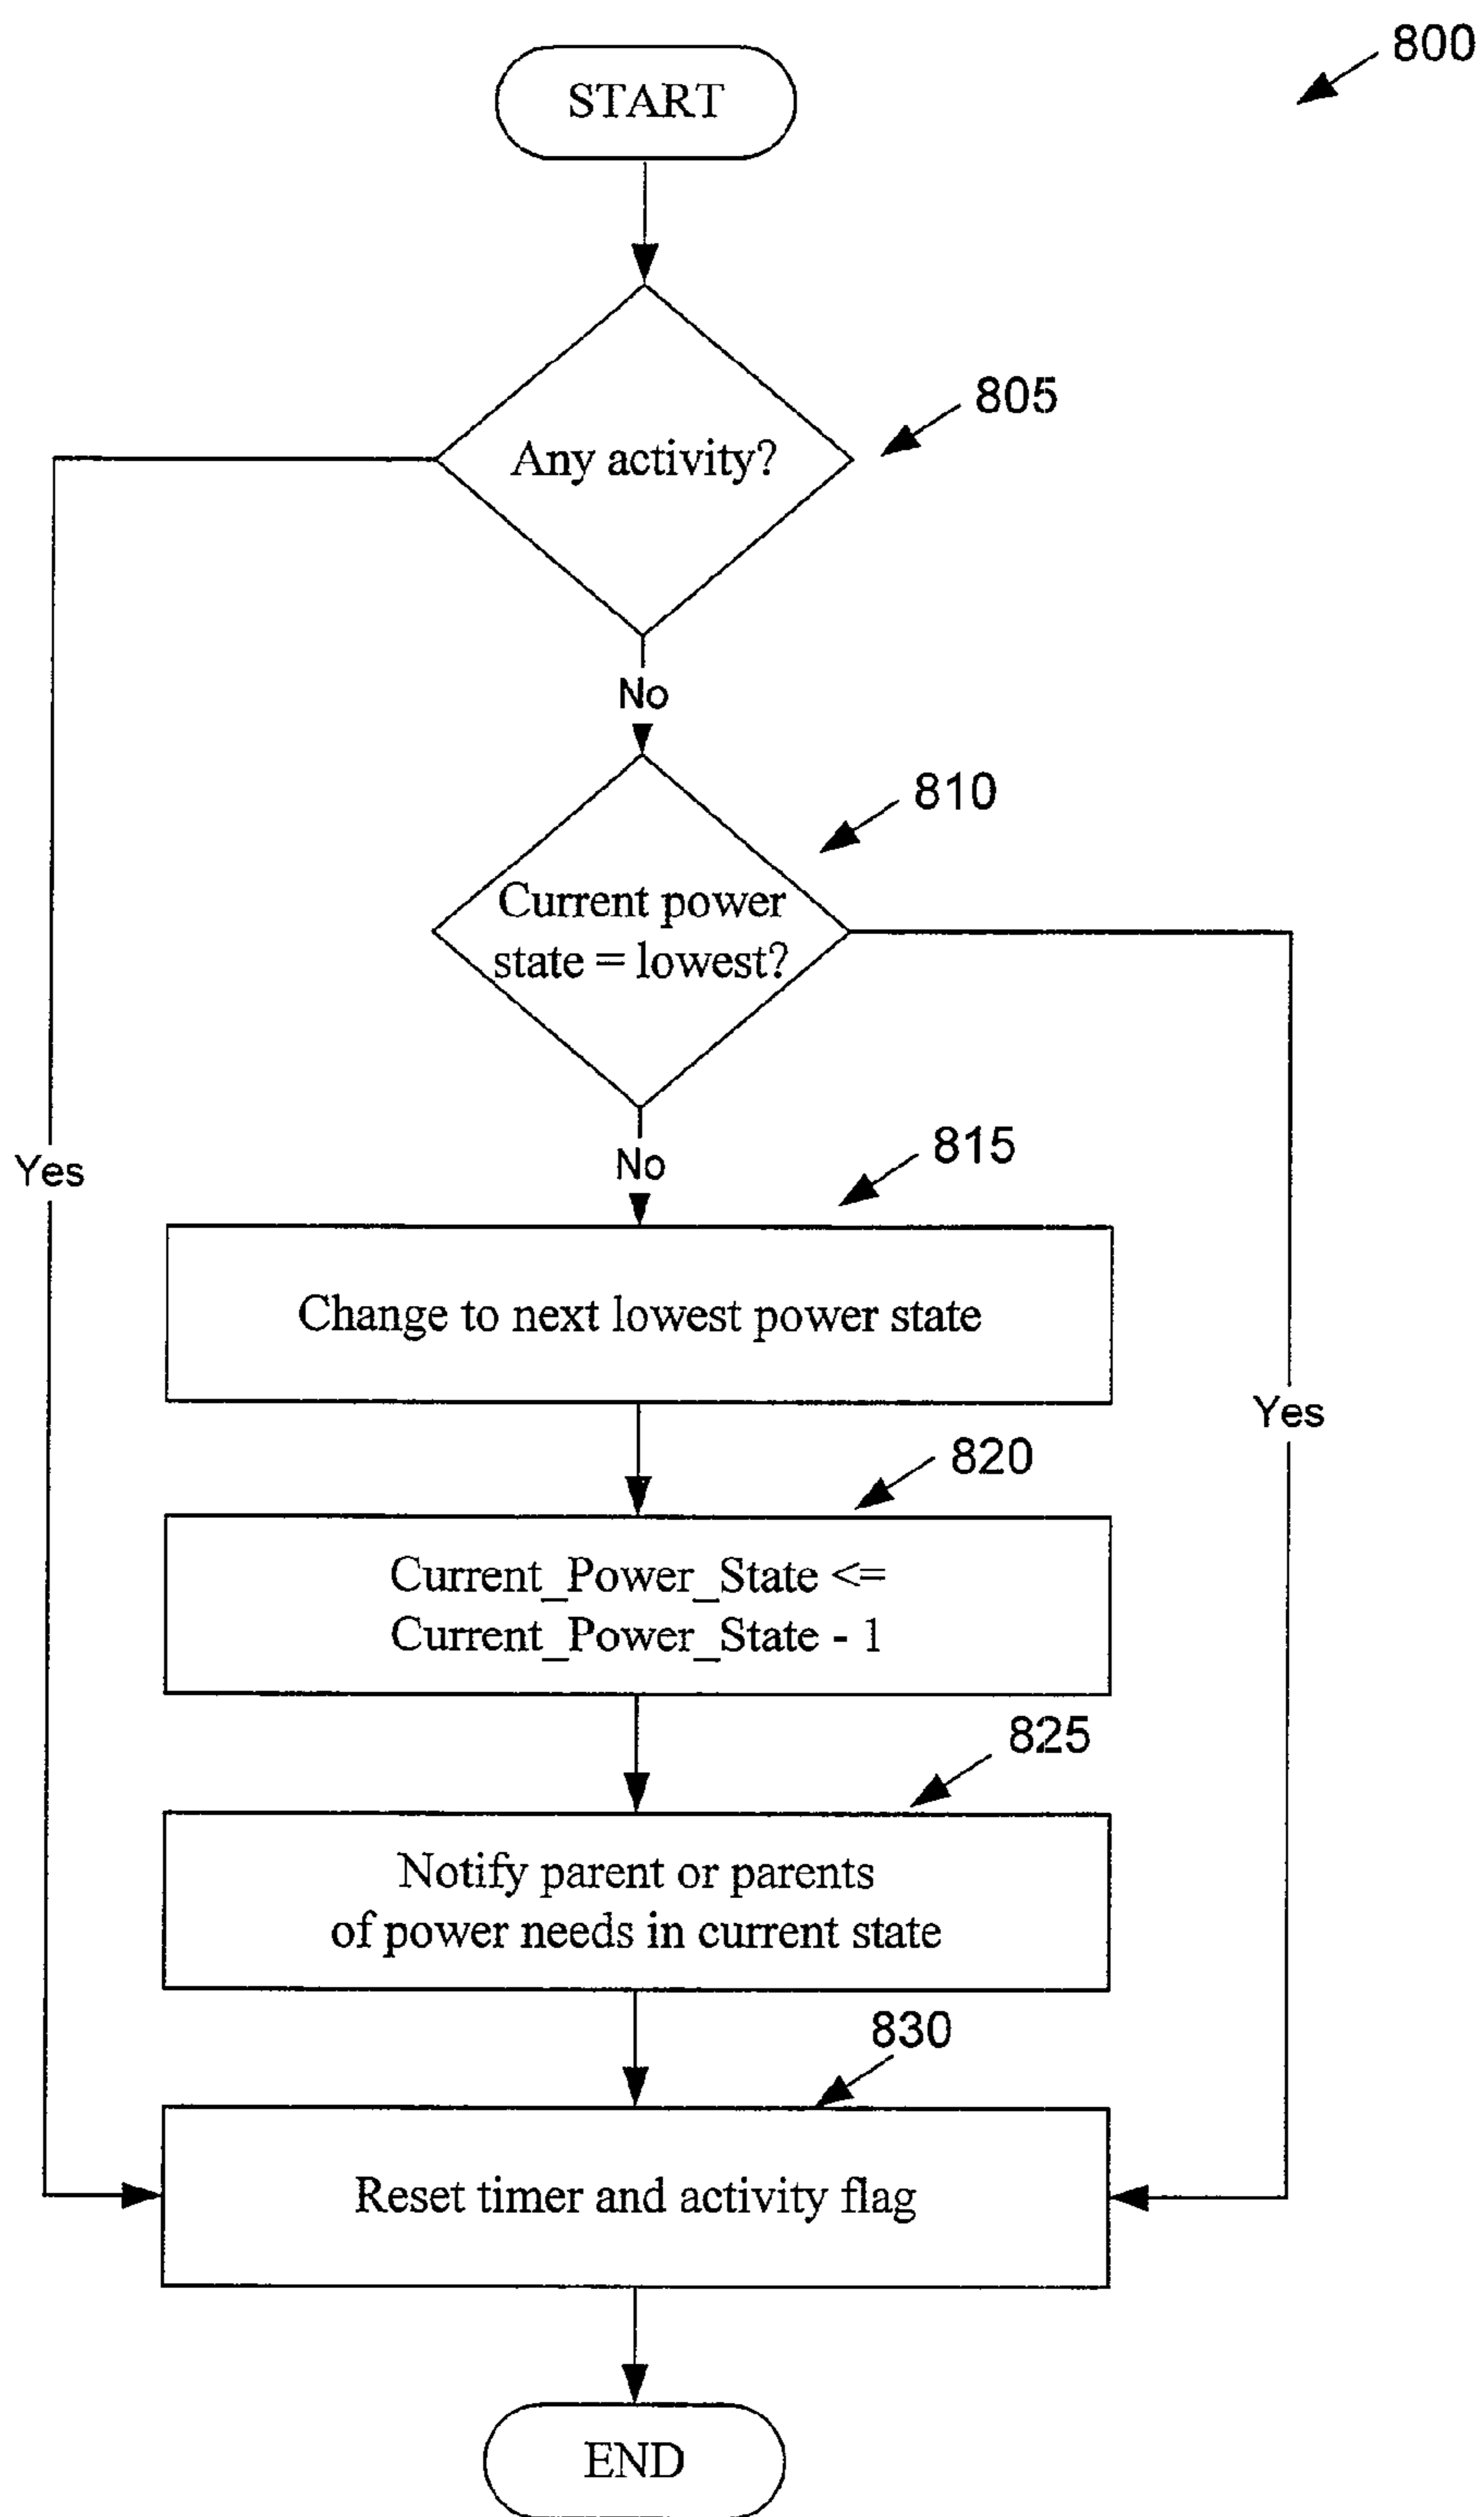 800
START
805
Any activity?
No
810
Current power
state = lowest?
Yes
No
815
Change to next lowest power state
Yes
820
Current_Power_State <=
Current_Power_State - 1
825
Notify parent or parents
of power needs in current state
830
Reset timer and activity flag
END